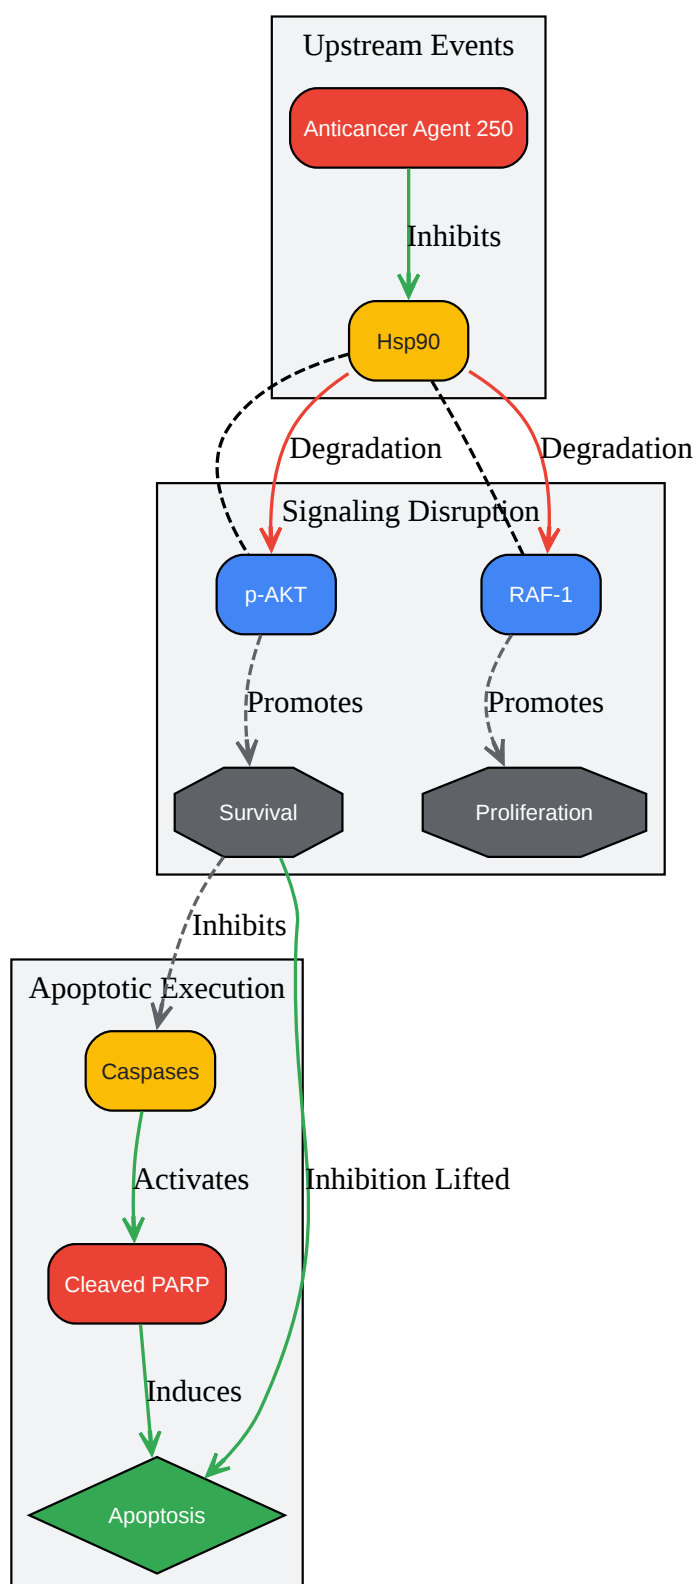 Upstream Events
Anticancer Agent 250
Inhibits
Hsp90
Degradation
Degradation
Signaling Disruption
p-AKT
RAF-1
Promotes
Promotes
Survival
Proliferation
Inhibits
Apoptotic Execution
Caspases
Activates
Inhibition Lifted
Cleaved PARP
Induces
Apoptosis